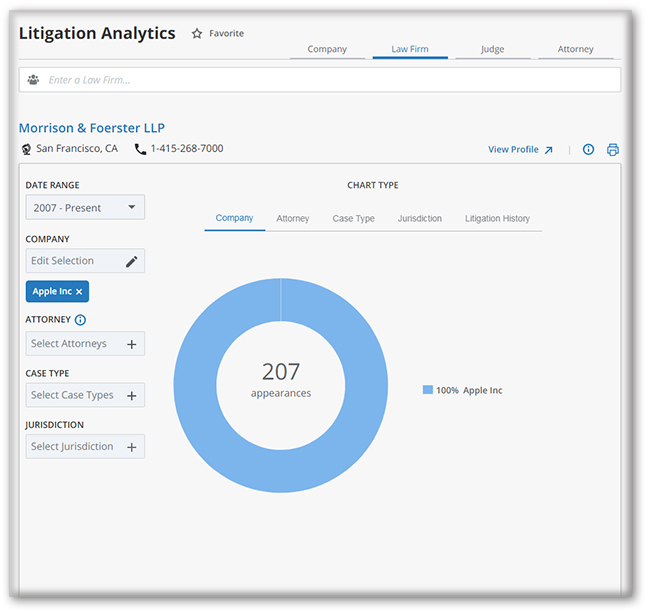 Litigation Analytics Favorite
Company Law Firm Judge Attorney
Enter a Law Firm...
Morrison & Foerster LLP
San Francisco, CA 1-415-268-7000
View Profile
DATE RANGE
2007 - Present
COMPANY
Edit Selection
Apple Inc ×
ATTORNEY
Select Attorneys +
CASE TYPE
Select Case Types +
JURISDICTION
Select Jurisdiction +
CHART TYPE
Company Attorney Case Type Jurisdiction Litigation History
207
appearances
100% Apple Inc